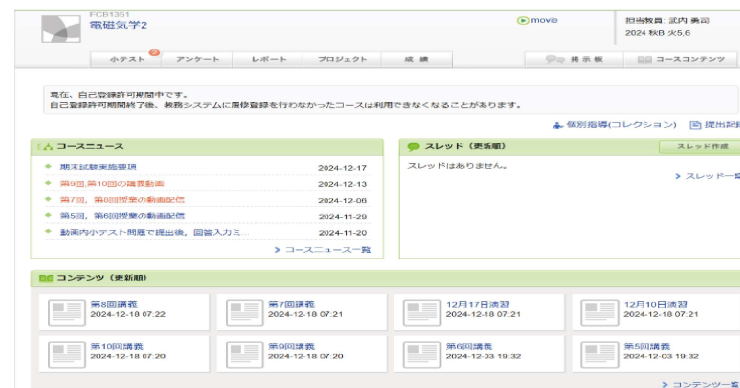 FCB1351
電磁気学2
move
担当教員: 武内 勇司
2024 秋B 火5,6
小テスト
2
アンケート
レポート
プロジェクト
成績
掲示板
コースコンテンツ
現在、自己登録許可期間中です。
自己登録許可期間終了後、教務システムに履修登録を行わなかったコースは利用できなくなることがあります。
個別指導(コレクション)
提出記録
コースニュース
期末試験実施要項 2024-12-17
第9回,第10回の講義動画 2024-12-13
第7回, 第8回授業の動画配信 2024-12-06
第5回, 第6回授業の動画配信 2024-11-29
動画内小テスト問題で提出後，回答入力ミ... 2024-11-20
コースニュース一覧
スレッド（更新順）
スレッド作成
スレッドはありません。
スレッド一覧
コンテンツ（更新順）
第8回講義
2024-12-18 07:22
第7回講義
2024-12-18 07:21
12月17日演習
2024-12-18 07:21
12月10日演習
2024-12-18 07:21
第10回講義
2024-12-18 07:20
第9回講義
2024-12-18 07:20
第6回講義
2024-12-03 19:32
第5回講義
2024-12-03 19:32
コンテンツ一覧